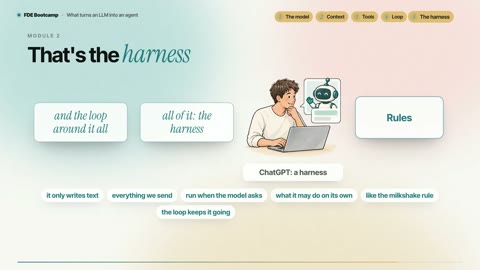 FDE Bootcamp · What turns an LLM into an agent
The model
Context
Tools
Loop
The harness
MODULE 2
That's the harness
and the loop
around it all
all of it: the
harness
Rules
ChatGPT: a harness
it only writes text
everything we send
run when the model asks
what it may do on its own
like the milkshake rule
the loop keeps it going